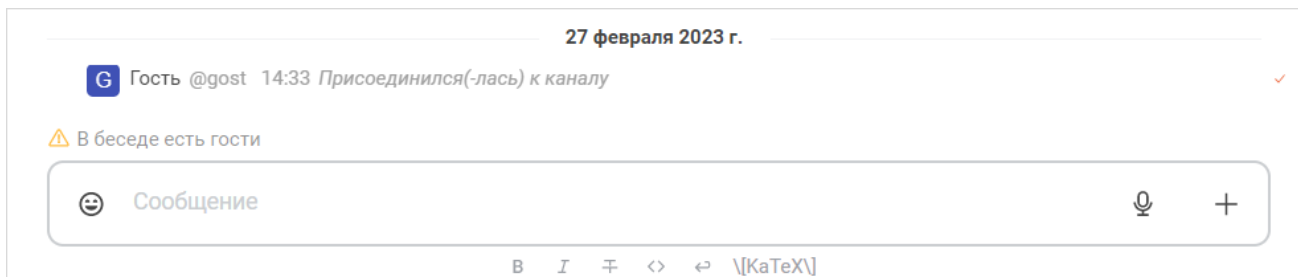 27 февраля 2023 г.
G Гость @gost 14:33 Присоединился(-лась) к каналу
В беседе есть гости
Сообщение
B I T <> \[KaTeX\]